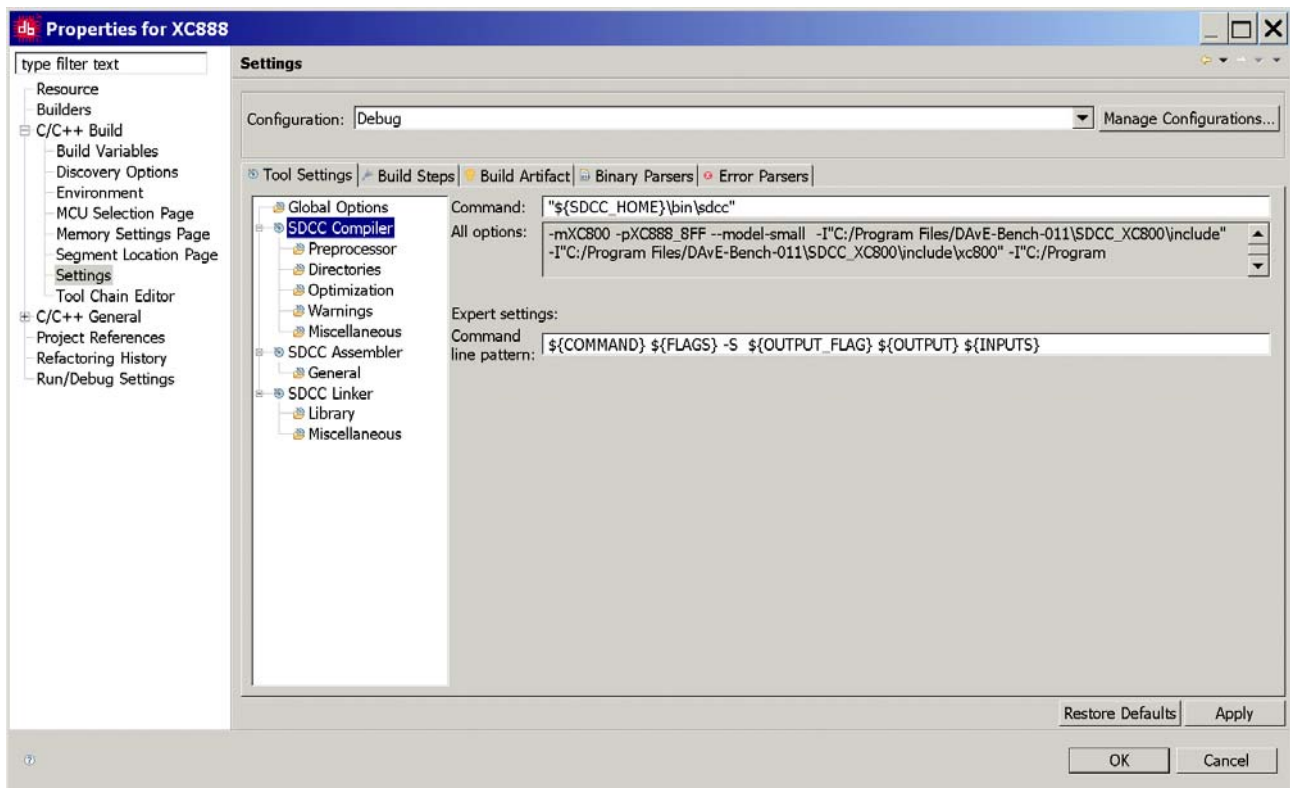 db Properties for XC888
type filter text
Resource
Builders
C/C++ Build
Build Variables
Discovery Options
Environment
MCU Selection Page
Memory Settings Page
Segment Location Page
Settings
Tool Chain Editor
C/C++ General
Project References
Refactoring History
Run/Debug Settings
Settings
Configuration: Debug
Manage Configurations...
Tool Settings Build Steps Build Artifact Binary Parsers Error Parsers
Global Options
SDCC Compiler
Preprocessor
Directories
Optimization
Warnings
Miscellaneous
SDCC Assembler
General
SDCC Linker
Library
Miscellaneous
Command: "${SDCC_HOME}\bin\sdcc"
All options: -mXC800 -pXC888_8FF --model-small -I"C:/Program Files/DAvE-Bench-011\SDCC_XC800\include"
-I"C:/Program Files/DAvE-Bench-011\SDCC_XC800\include\xc800" -I"C:/Program
Expert settings:
Command
line pattern: ${COMMAND} ${FLAGS} -S ${OUTPUT_FLAG} ${OUTPUT} ${INPUTS}
Restore Defaults Apply
?
OK Cancel